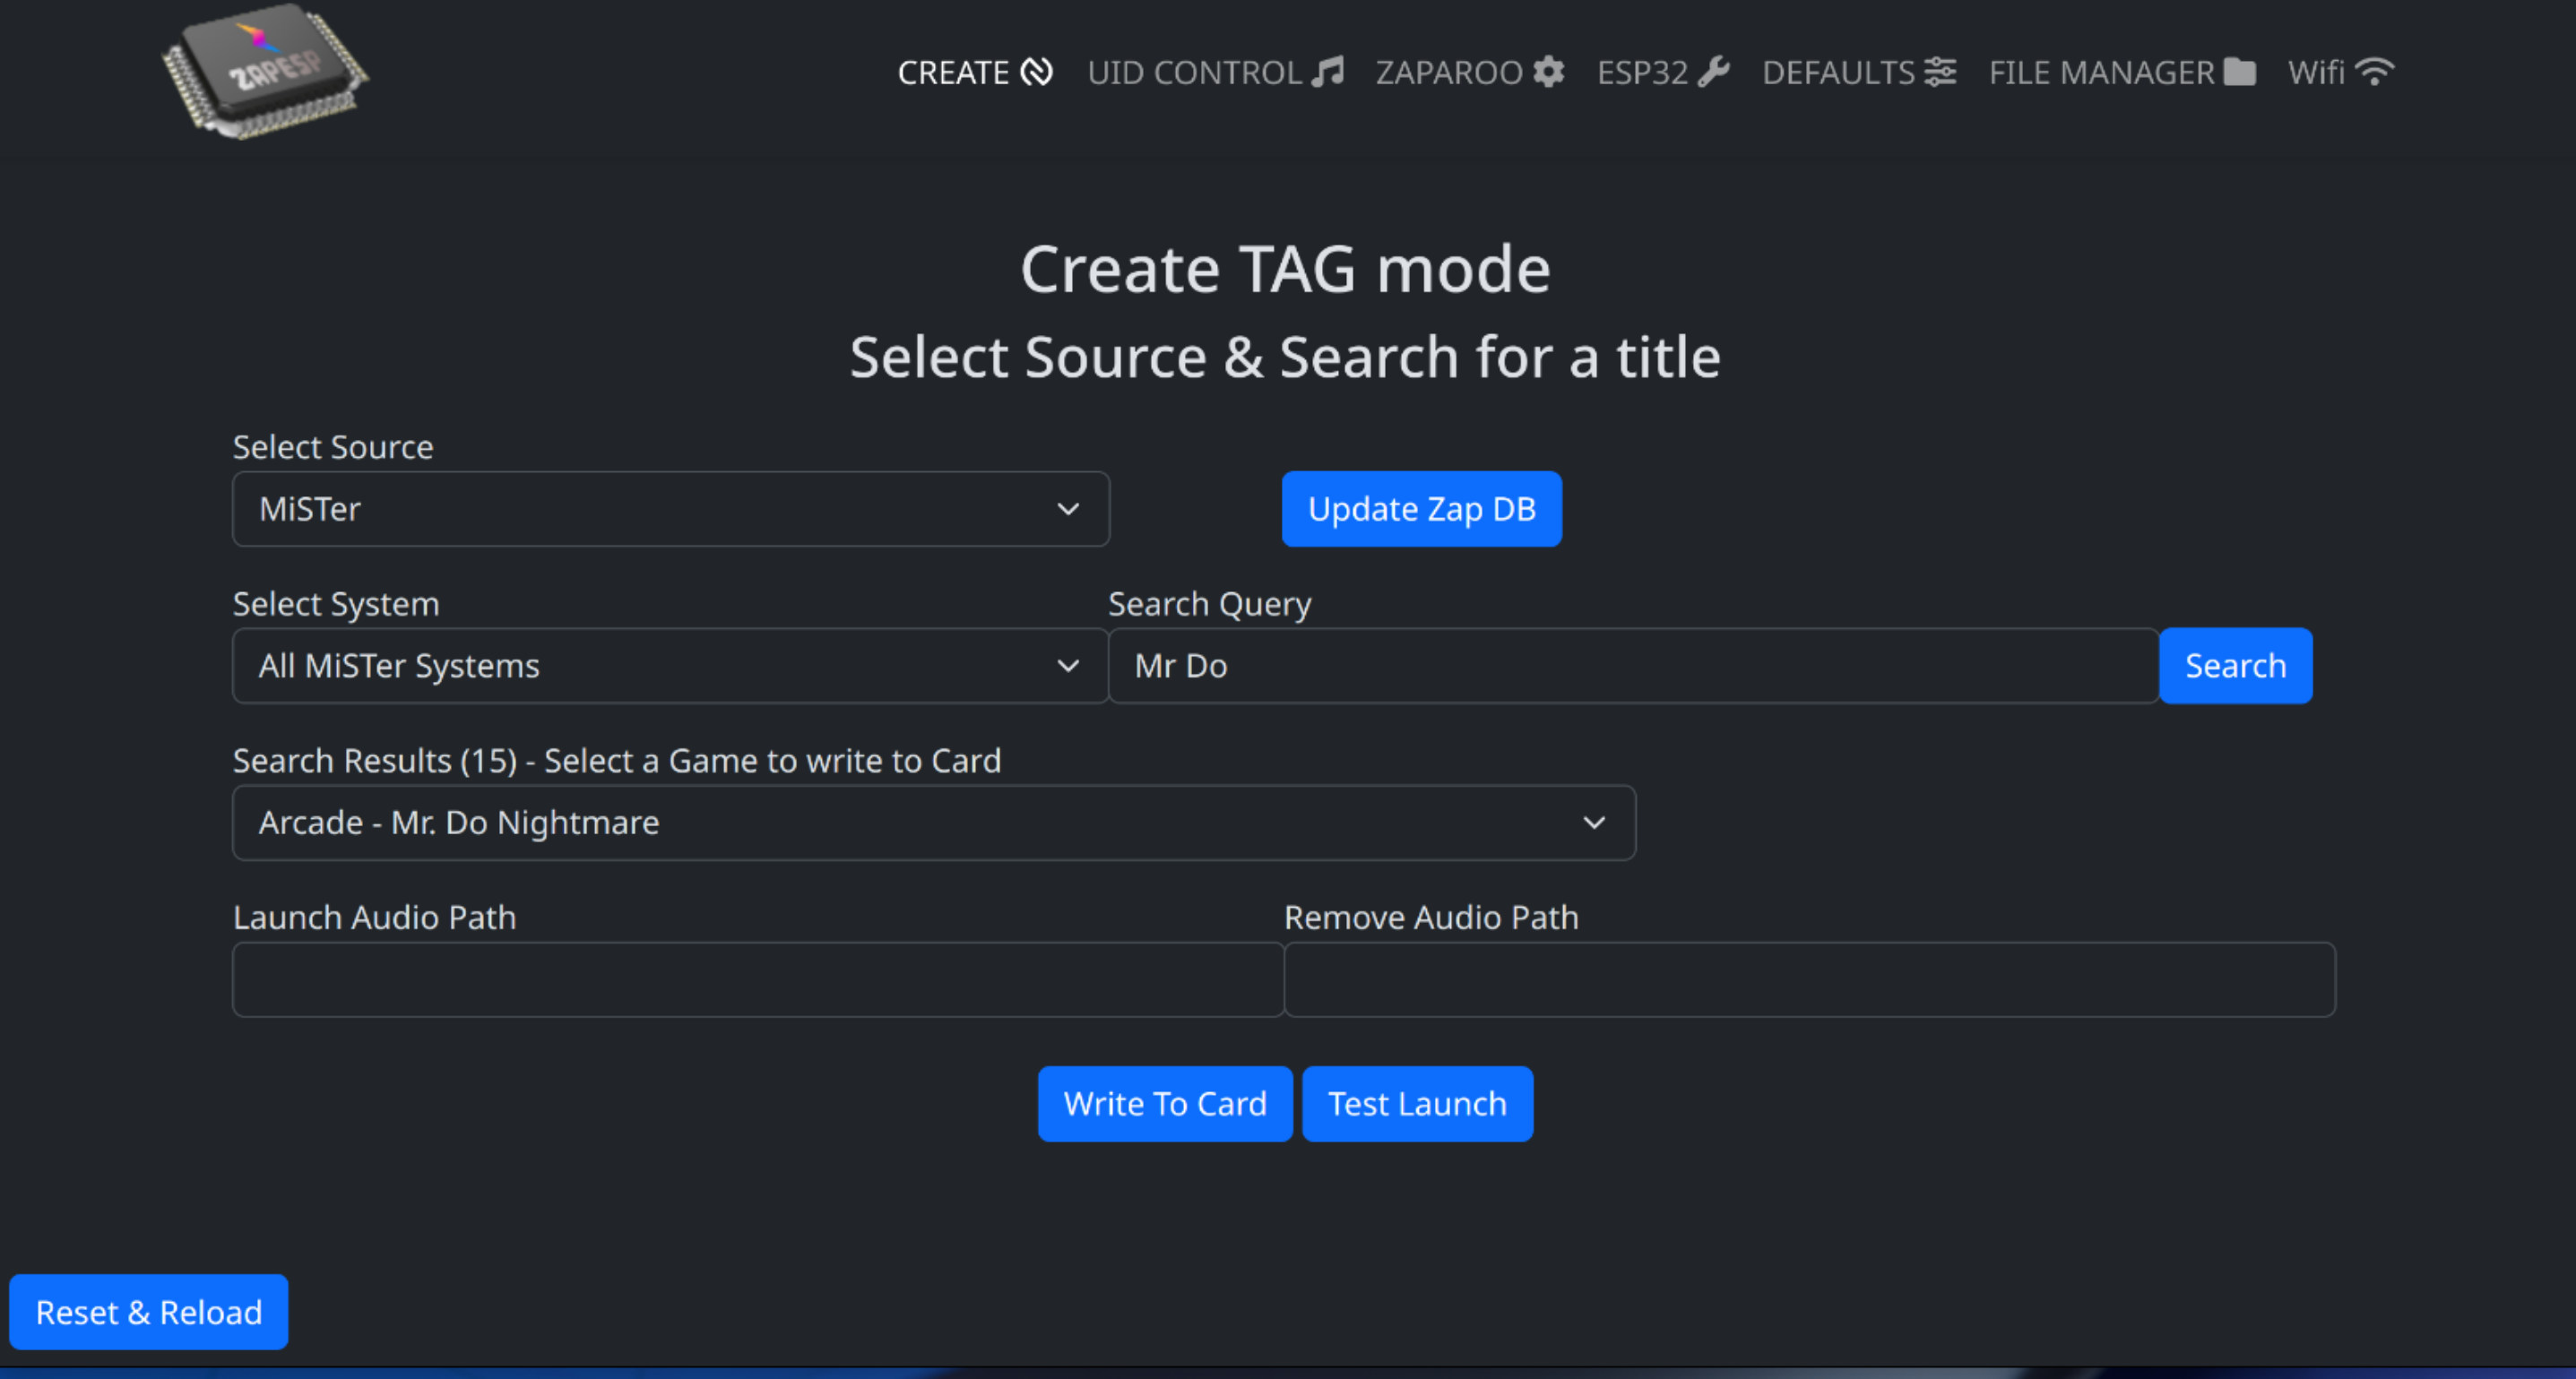 ZAPESP
CREATE UID CONTROL ZAPAROO ESP32 DEFAULTS FILE MANAGER Wifi
Create TAG mode
Select Source & Search for a title
Select Source
MiSTer
Update Zap DB
Select System
Search Query
All MiSTer Systems
Mr Do
Search
Search Results (15) - Select a Game to write to Card
Arcade - Mr. Do Nightmare
Launch Audio Path
Remove Audio Path
Write To Card
Test Launch
Reset & Reload